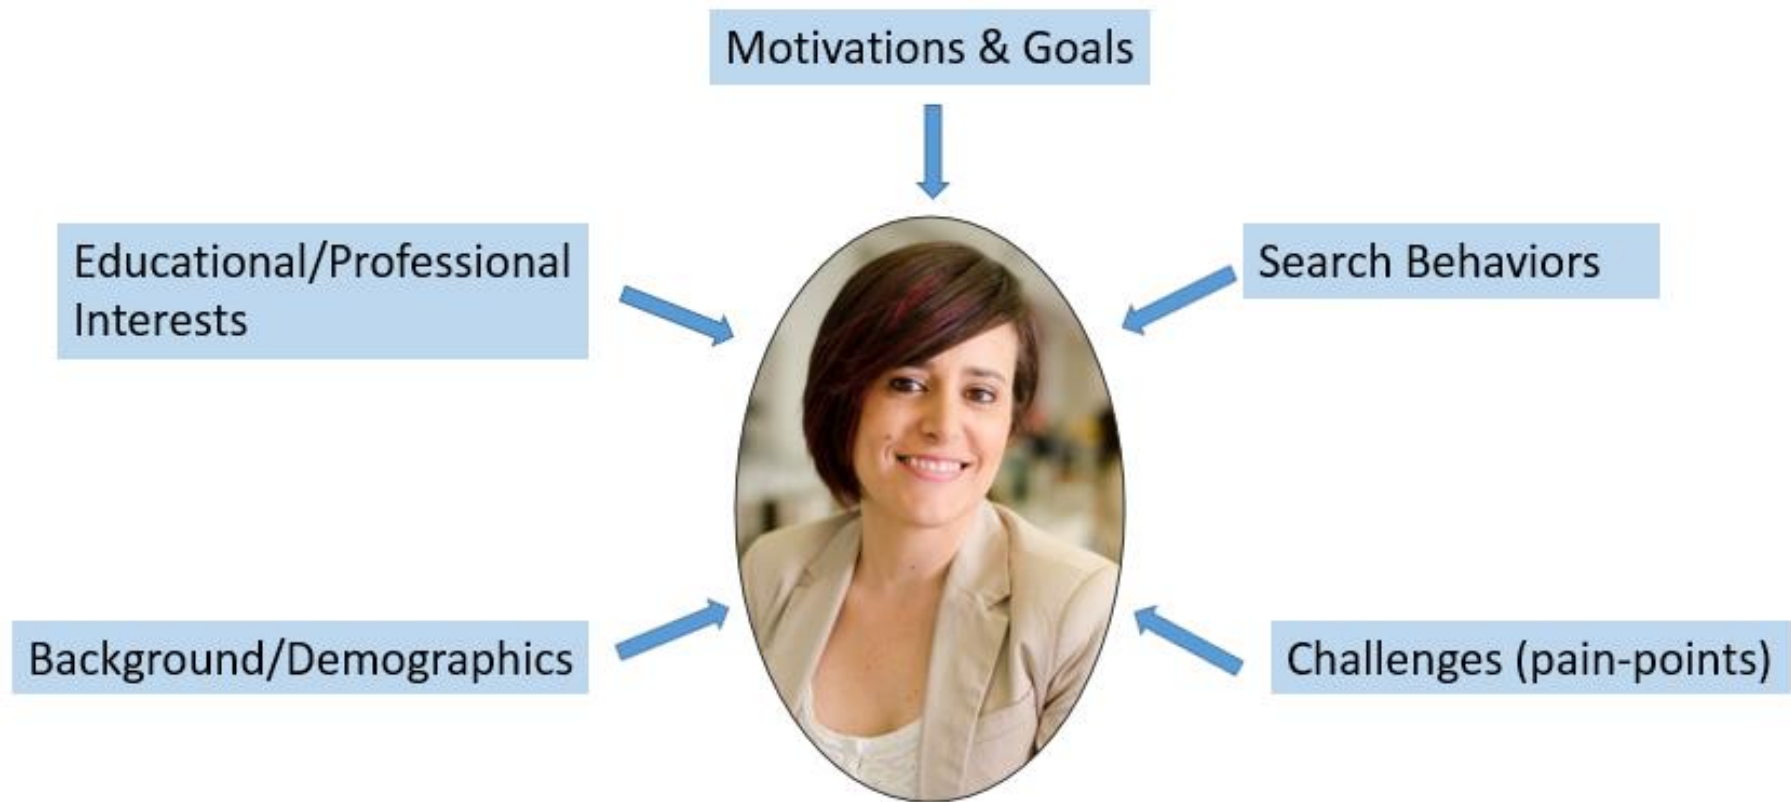 Motivations & Goals
Educational/Professional
Interests
Search Behaviors
Background/Demographics
Challenges (pain-points)